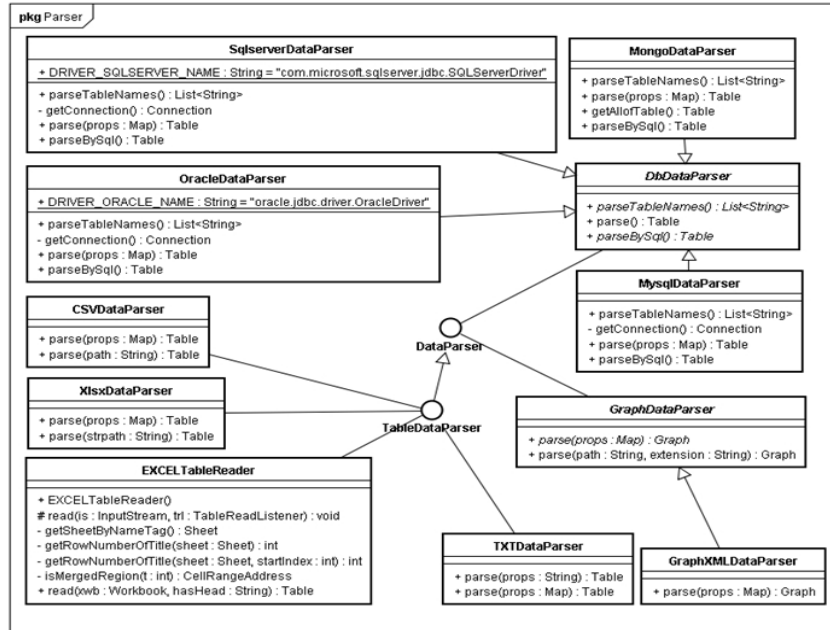 pkg Parser
SqlserverDataParser
+ DRIVER_SQLSERVER_NAME : String = "com.microsoft.sqlserver.jdbc.SQLServerDriver"
+ parseTableNames() : List<String>
- getConnection() : Connection
+ parse(props : Map) : Table
+ parseBySql() : Table
MongoDataParser
+ parseTableNames() : List<String>
+ parse(props : Map) : Table
+ getAllofTable() : Table
+ parseBySql() : Table
OracleDataParser
+ DRIVER_ORACLE_NAME : String = "oracle.jdbc.driver.OracleDriver"
+ parseTableNames() : List<String>
- getConnection() : Connection
+ parse(props : Map) : Table
+ parseBySql() : Table
DbDataParser
+ parseTableNames() : List<String>
+ parse() : Table
+ parseBySql() : Table
MysqlDataParser
+ parseTableNames() : List<String>
- getConnection() : Connection
+ parse(props : Map) : Table
+ parseBySql() : Table
CSVDataParser
+ parse(props : Map) : Table
+ parse(path : String) : Table
DataParser
XlsxDataParser
+ parse(props : Map) : Table
+ parse(strpath : String) : Table
TableDataParser
GraphDataParser
+ parse(props : Map) : Graph
+ parse(path : String, extension : String) : Graph
EXCELTableReader
+ EXCELTableReader()
# read(is : InputStream, trl : TableReadListener) : void
- getSheetByNameTag() : Sheet
- getRowNumberOfTitle(sheet : Sheet) : int
- getRowNumberOfTitle(sheet : Sheet, startIndex : int) : int
- isMergedRegion(t : int) : CellRangeAddress
+ read(xwb : Workbook, hasHead : String) : Table
TXTDataParser
+ parse(props : String) : Table
+ parse(props : Map) : Table
GraphXMLDataParser
+ parse(props : Map) : Graph